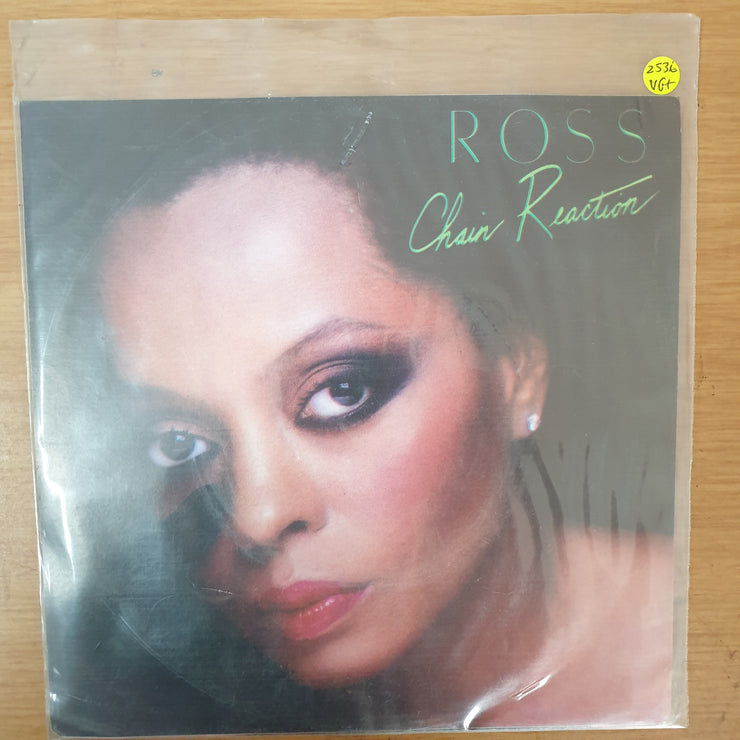 2536
VG+
ROSS
Chain Reaction